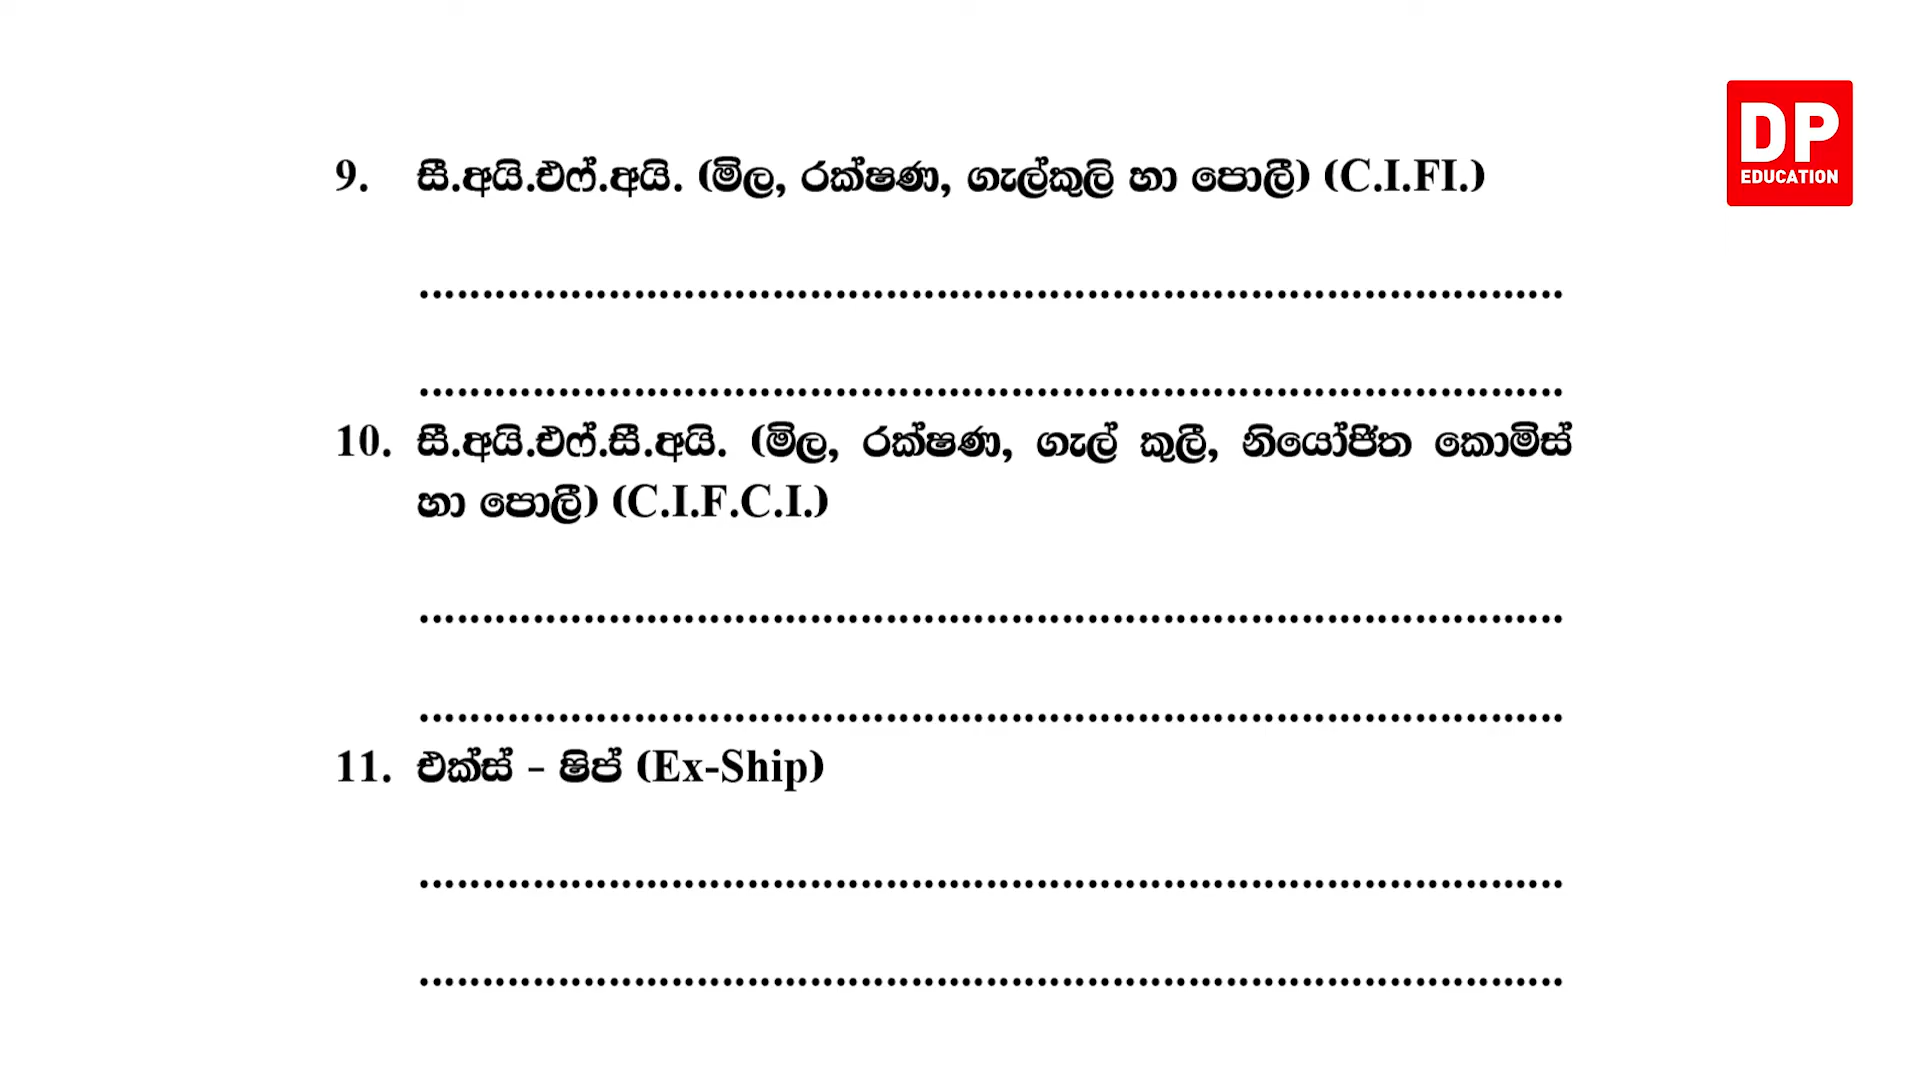 DP
EDUCATION
9. සී.අයි.එෆ්.අයි. (මිල, රක්ෂණ, ගැල්කුලි හා පොලී) (C.I.FI.)
..........................................................................................
..........................................................................................
10. සී.අයි.එෆ්.සී.අයි. (මිල, රක්ෂණ, ගැල් කුලී, නියෝජිත කොමිස්
හා පොලී) (C.I.F.C.I.)
..........................................................................................
..........................................................................................
11. එක්ස් – ෂිප් (Ex-Ship)
..........................................................................................
..........................................................................................